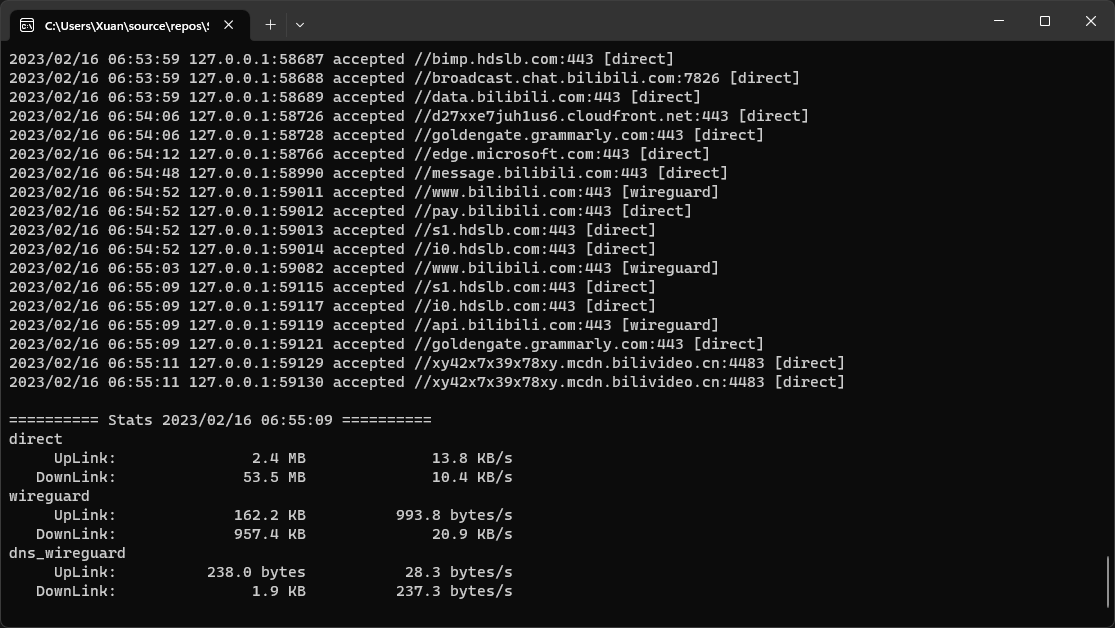 C:\Users\Xuan\source\repos\S
2023/02/16 06:53:59 127.0.0.1:58687 accepted //bimp.hdslb.com:443 [direct]
2023/02/16 06:53:59 127.0.0.1:58688 accepted //broadcast.chat.bilibili.com:7826 [direct]
2023/02/16 06:53:59 127.0.0.1:58689 accepted //data.bilibili.com:443 [direct]
2023/02/16 06:54:06 127.0.0.1:58726 accepted //d27xxe7juh1us6.cloudfront.net:443 [direct]
2023/02/16 06:54:06 127.0.0.1:58728 accepted //goldengate.grammarly.com:443 [direct]
2023/02/16 06:54:12 127.0.0.1:58766 accepted //edge.microsoft.com:443 [direct]
2023/02/16 06:54:48 127.0.0.1:58990 accepted //message.bilibili.com:443 [direct]
2023/02/16 06:54:52 127.0.0.1:59011 accepted //www.bilibili.com:443 [wireguard]
2023/02/16 06:54:52 127.0.0.1:59012 accepted //pay.bilibili.com:443 [direct]
2023/02/16 06:54:52 127.0.0.1:59013 accepted //s1.hdslb.com:443 [direct]
2023/02/16 06:54:52 127.0.0.1:59014 accepted //i0.hdslb.com:443 [direct]
2023/02/16 06:55:03 127.0.0.1:59082 accepted //www.bilibili.com:443 [wireguard]
2023/02/16 06:55:09 127.0.0.1:59115 accepted //s1.hdslb.com:443 [direct]
2023/02/16 06:55:09 127.0.0.1:59117 accepted //i0.hdslb.com:443 [direct]
2023/02/16 06:55:09 127.0.0.1:59119 accepted //api.bilibili.com:443 [wireguard]
2023/02/16 06:55:09 127.0.0.1:59121 accepted //goldengate.grammarly.com:443 [direct]
2023/02/16 06:55:11 127.0.0.1:59129 accepted //xy42x7x39x78xy.mcdn.bilivideo.cn:4483 [direct]
2023/02/16 06:55:11 127.0.0.1:59130 accepted //xy42x7x39x78xy.mcdn.bilivideo.cn:4483 [direct]
========== Stats 2023/02/16 06:55:09 ==========
direct
UpLink: 2.4 MB 13.8 KB/s
DownLink: 53.5 MB 10.4 KB/s
wireguard
UpLink: 162.2 KB 993.8 bytes/s
DownLink: 957.4 KB 20.9 KB/s
dns_wireguard
UpLink: 238.0 bytes 28.3 bytes/s
DownLink: 1.9 KB 237.3 bytes/s